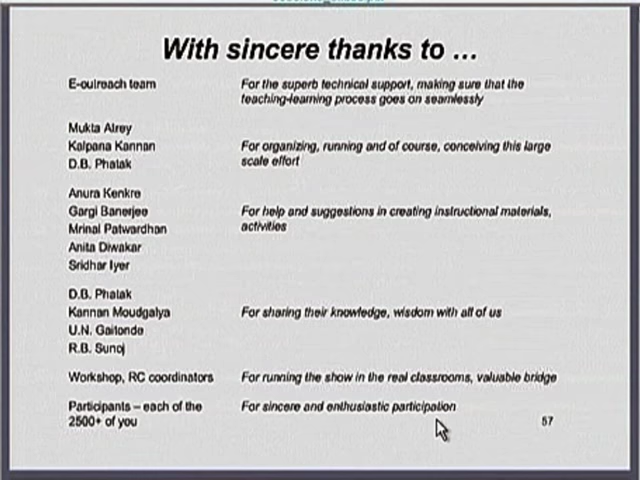 With sincere thanks to ...
E-outreach team
For the superb technical support, making sure that the
teaching-learning process goes on seamlessly
Mukta Atrey
Kalpana Kannan
D.B. Phatak
For organizing, running and of course, conceiving this large
scale effort
Anura Kenkre
Gargi Banerjee
Mrinal Patwardhan
Anita Diwakar
Sridhar Iyer
For help and suggestions in creating instructional materials,
activities
D.B. Phatak
Kannan Moudgalya
U.N. Gaitonde
R.B. Sunoj
For sharing their knowledge, wisdom with all of us
Workshop, RC coordinators
For running the show in the real classrooms, valuable bridge
Participants – each of the
2500+ of you
For sincere and enthusiastic participation
57